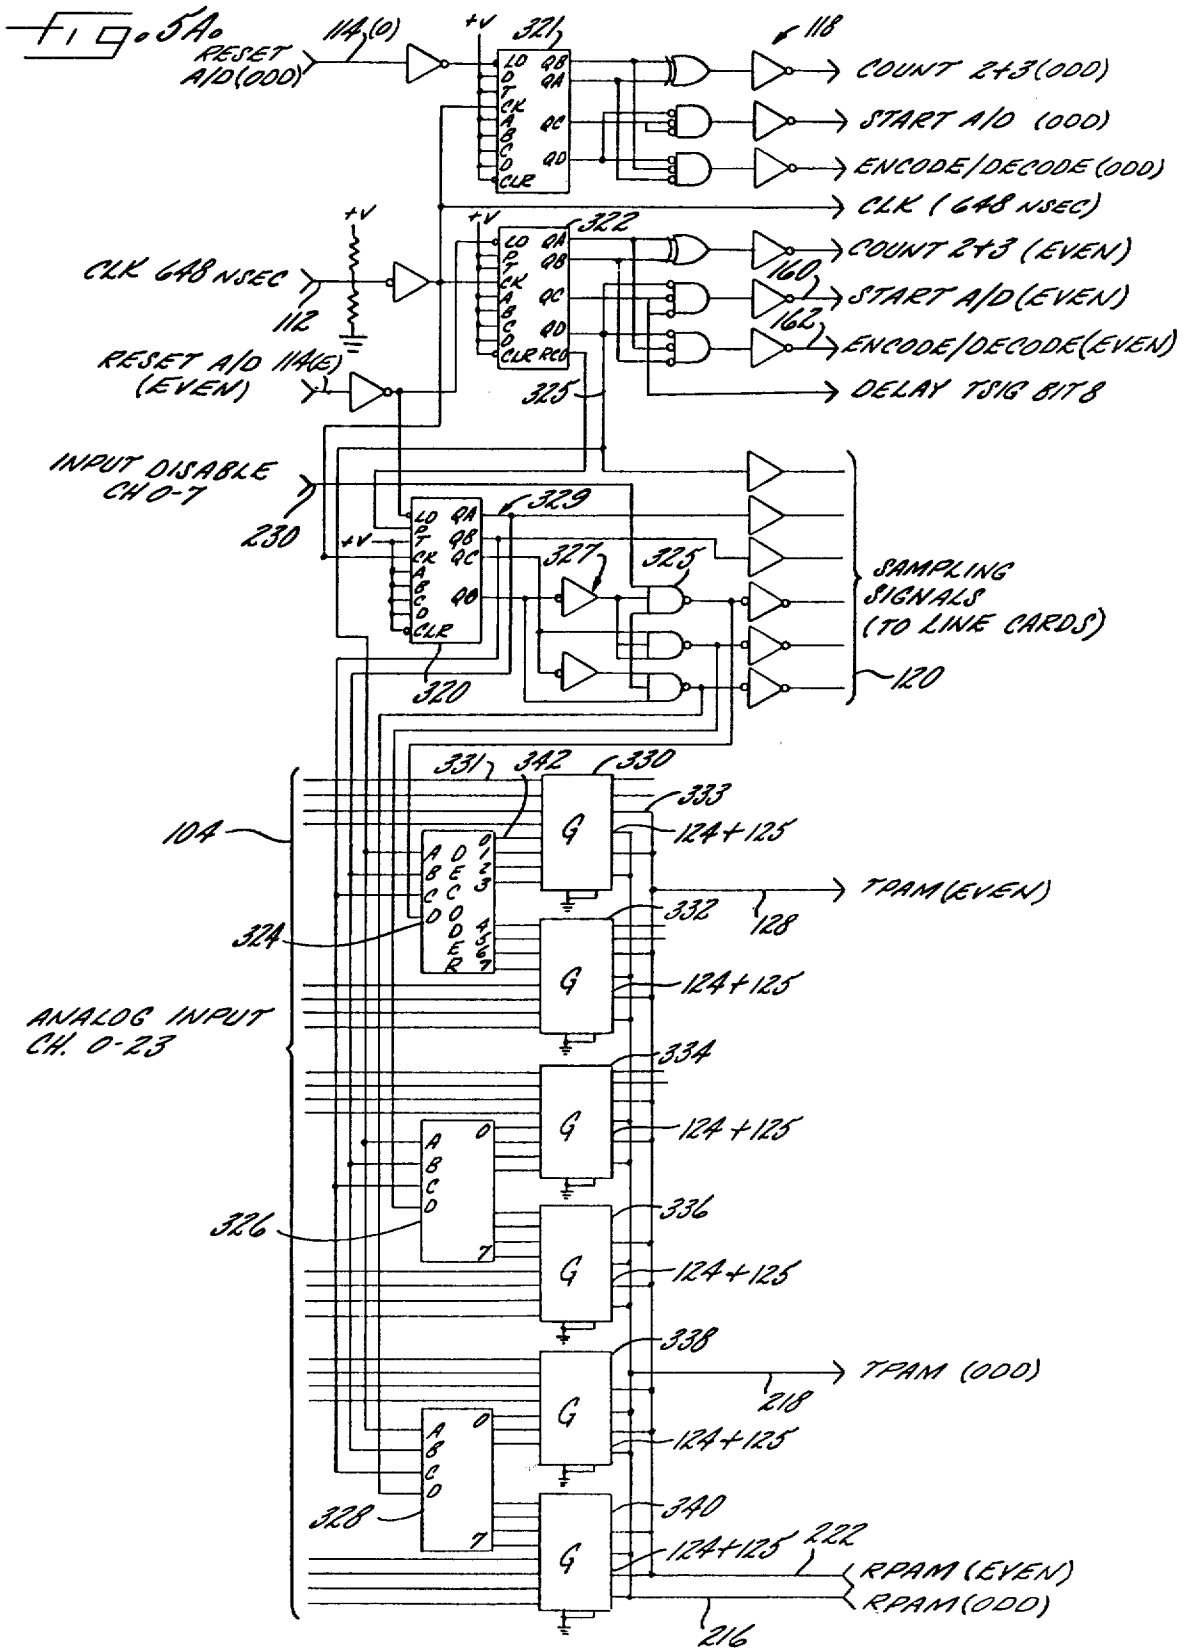 Fig. 5A.
RESET
A/D(ODD)
114(O)
+V
321
118
LD
D
T
CK
A
B
C
D
CLR
QB
QA
QC
QD
COUNT 2+3(ODD)
START A/D (ODD)
ENCODE/DECODE(ODD)
CLK (648 NSEC)
+V
+V
322
CLK 648 NSEC
112
LD
P
T
CK
A
B
C
D
CLR
QA
QB
QC
QD
RCO
COUNT 2+3 (EVEN)
160
START A/D(EVEN)
162
ENCODE/DECODE(EVEN)
RESET A/D 114(E)
(EVEN)
325
DELAY TSIG BIT 8
INPUT DISABLE
CH 0-7
230
+V
LD
P
T
CK
A
B
C
D
CLR
QA
QB
QC
QD
329
327
325
320
SAMPLING
SIGNALS
(TO LINE CARDS)
120
331
342
330
333
104
G
124+125
A
B
C
D
DECODER
0
1
2
3
4
5
6
7
TPAM(EVEN)
128
332
324
G
124+125
ANALOG INPUT
CH. 0-23
334
G
124+125
A
B
C
D
0
7
326
336
G
124+125
338
TPAM (ODD)
218
G
124+125
A
B
C
D
0
7
328
340
G
124+125
222
RPAM(EVEN)
RPAM(ODD)
216